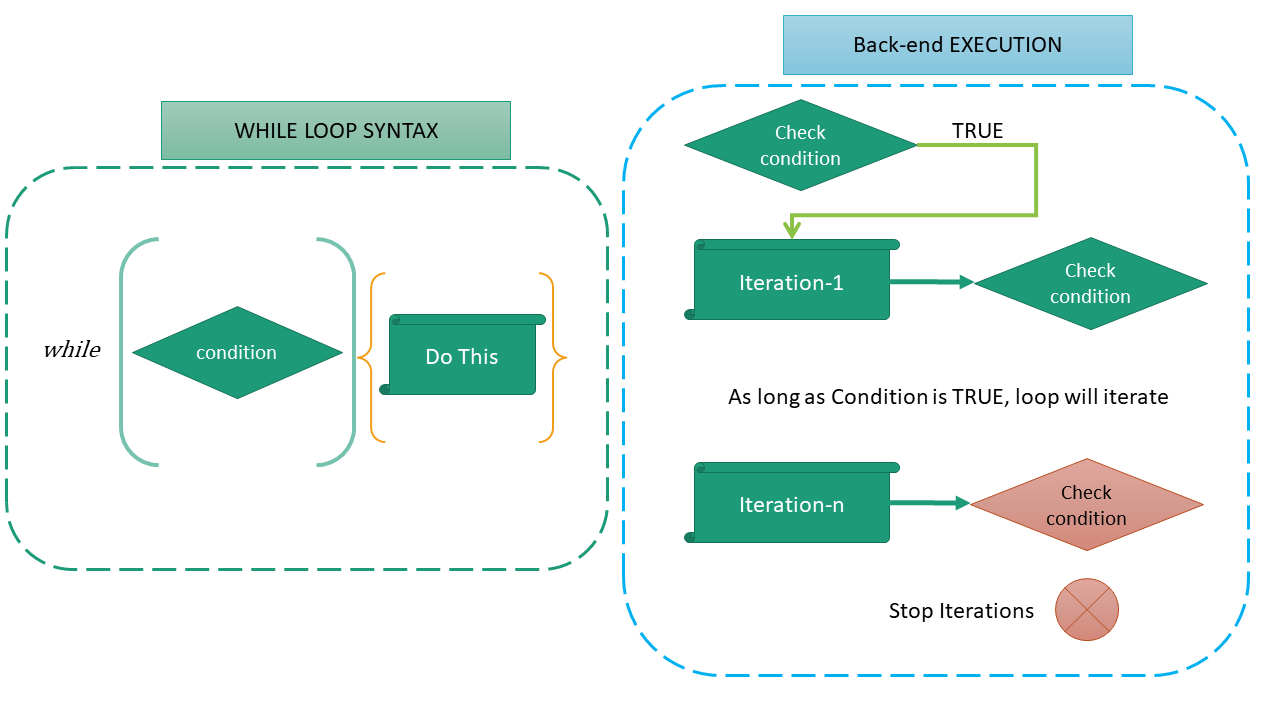 WHILE LOOP SYNTAX
while
condition
Do This
Back-end EXECUTION
Check
condition
TRUE
Iteration-1
Check
condition
As long as Condition is TRUE, loop will iterate
Iteration-n
Check
condition
Stop Iterations